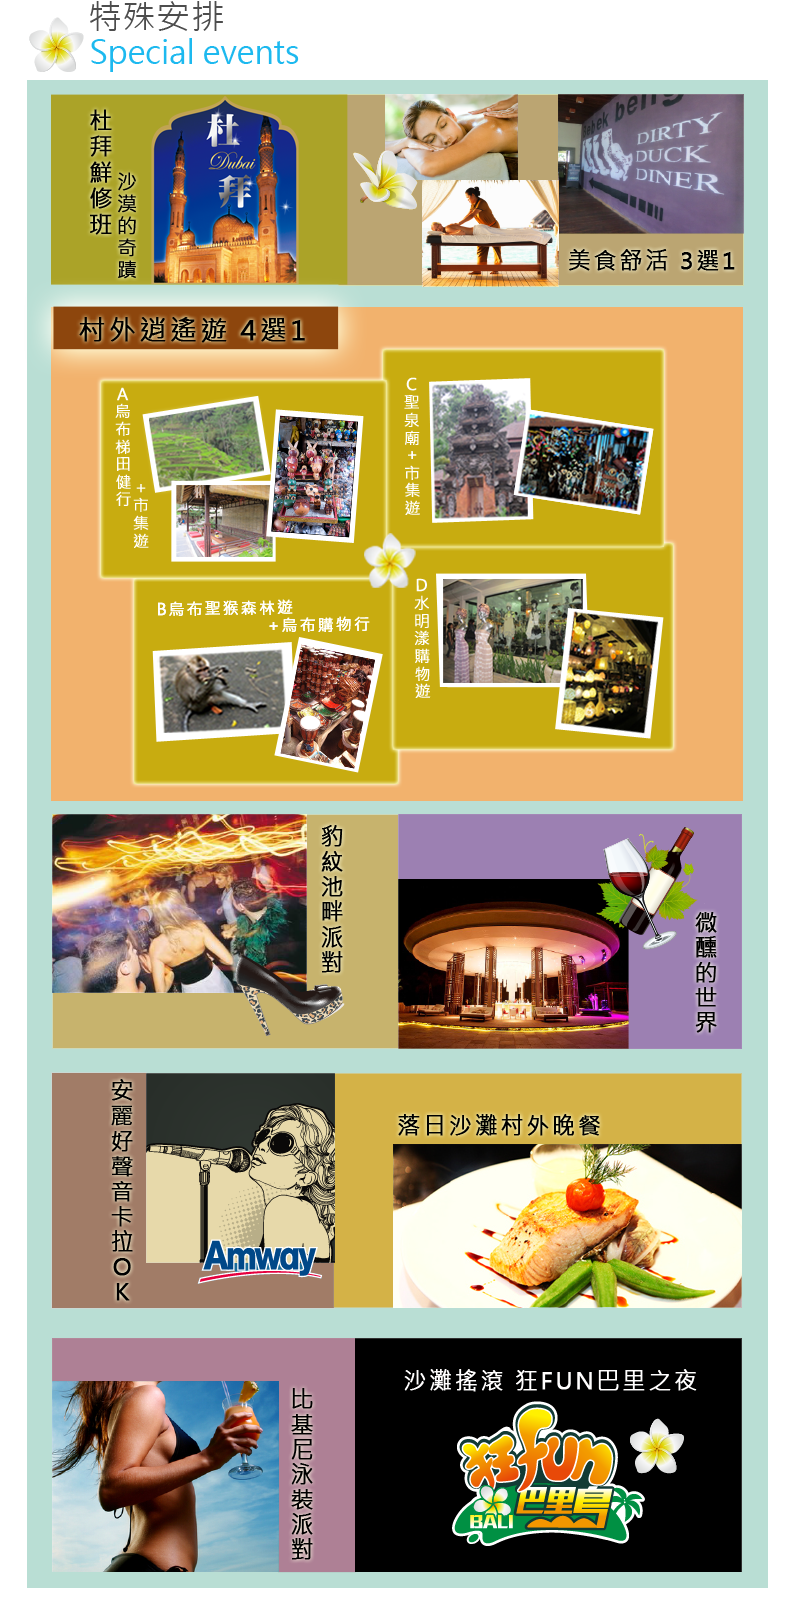 特殊安排
Special events
杜拜鮮修班
沙漠的奇蹟
杜
Dubai
拜
DIRTY
DUCK
DINER
美食舒活 3選1
村外逍遙遊 4選1
A烏布梯田健行
+市集遊
C聖泉廟+市集遊
B烏布聖猴森林遊
+烏布購物行
D水明漾購物遊
豹紋池畔派對
微醺的世界
安麗好聲音卡拉OK
Amway
落日沙灘村外晚餐
比基尼泳裝派對
沙灘搖滾 狂FUN巴里之夜
狂fun
巴里島
BALI